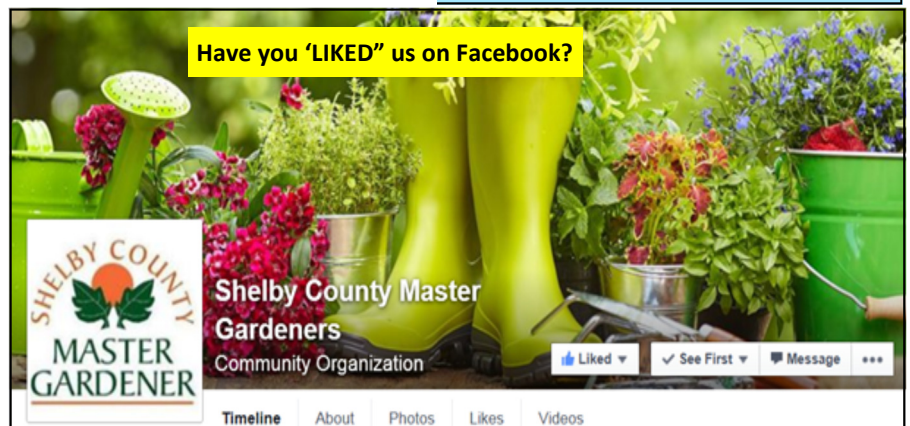 Have you ‘LIKED” us on Facebook?
SHELBY COUNTY
MASTER
GARDENER
Shelby County Master
Gardeners
Community Organization
Liked
See First
Message
Timeline About Photos Likes Videos